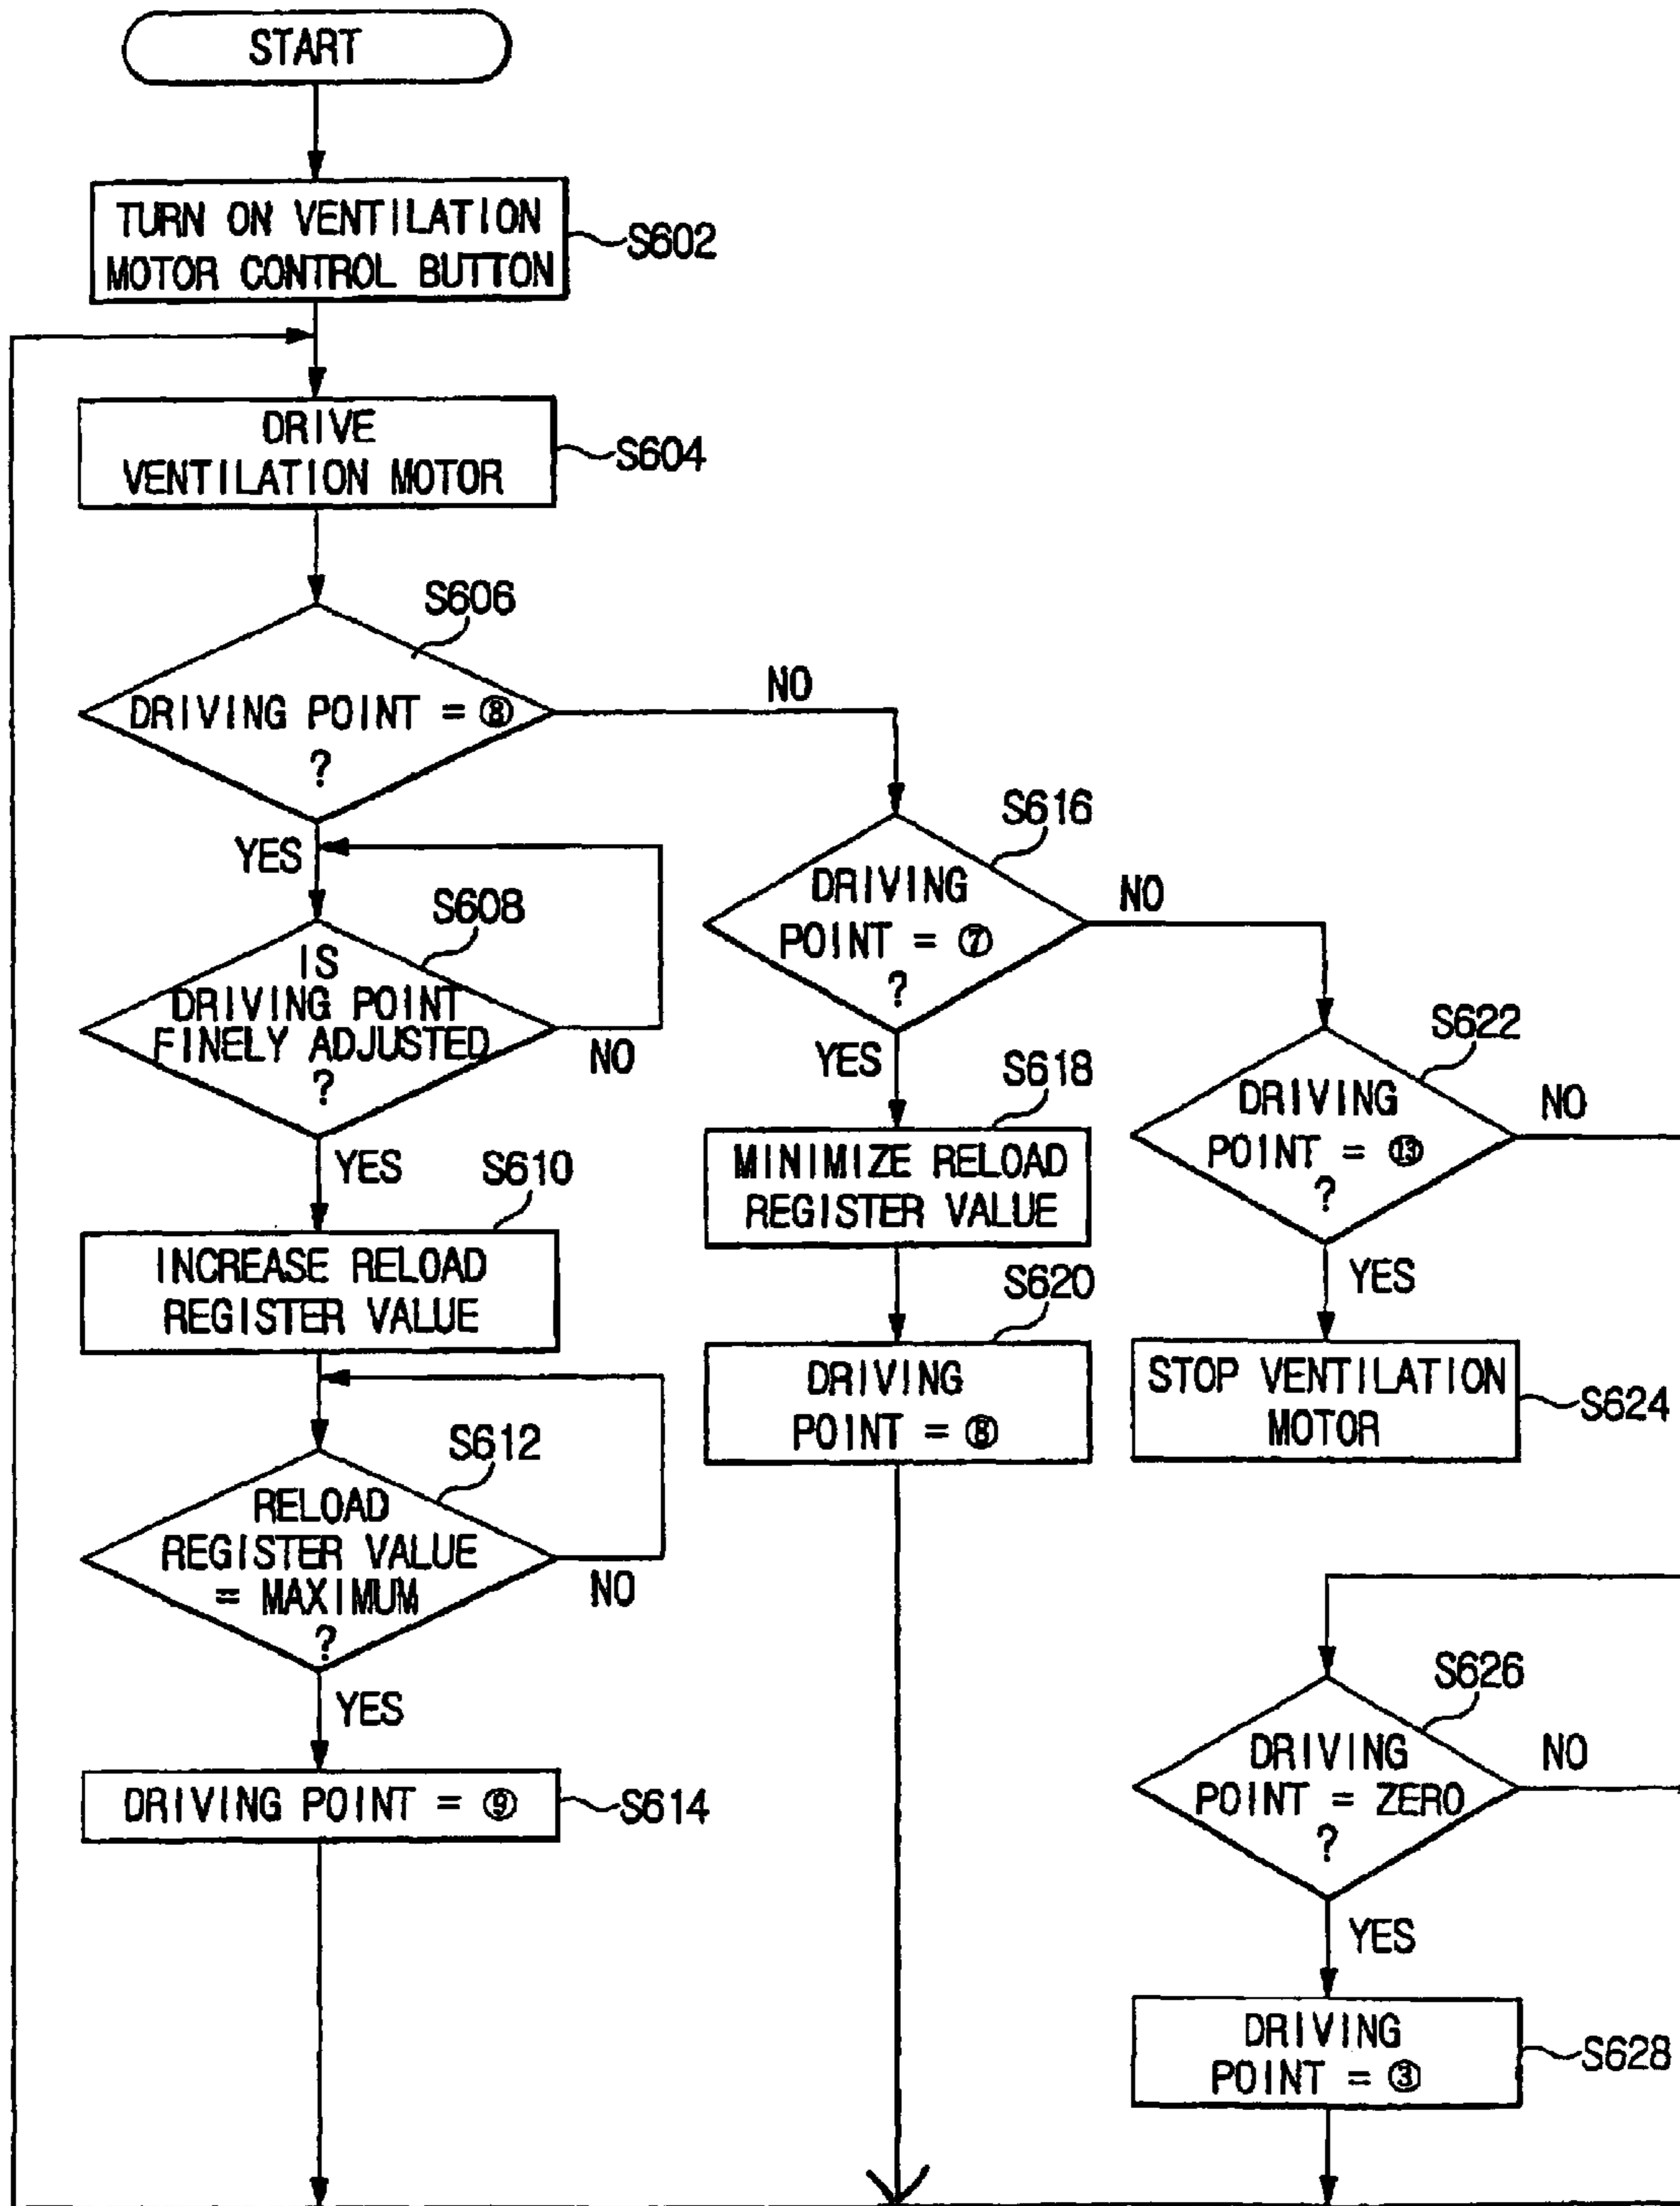 START
TURN ON VENTILATION
MOTOR CONTROL BUTTON
S602
DRIVE
VENTILATION MOTOR
S604
S606
DRIVING POINT = ⑧
?
NO
YES
S608
IS
DRIVING POINT
FINELY ADJUSTED
?
NO
YES
S610
INCREASE RELOAD
REGISTER VALUE
S612
RELOAD
REGISTER VALUE
= MAXIMUM
?
NO
YES
DRIVING POINT = ⑨
S614
S616
DRIVING
POINT = ⑦
?
NO
YES
S618
MINIMIZE RELOAD
REGISTER VALUE
S620
DRIVING
POINT = ⑧
S622
DRIVING
POINT = ⑬
?
NO
YES
STOP VENTILATION
MOTOR
S624
S626
DRIVING
POINT = ZERO
?
NO
YES
DRIVING
POINT = ③
S628